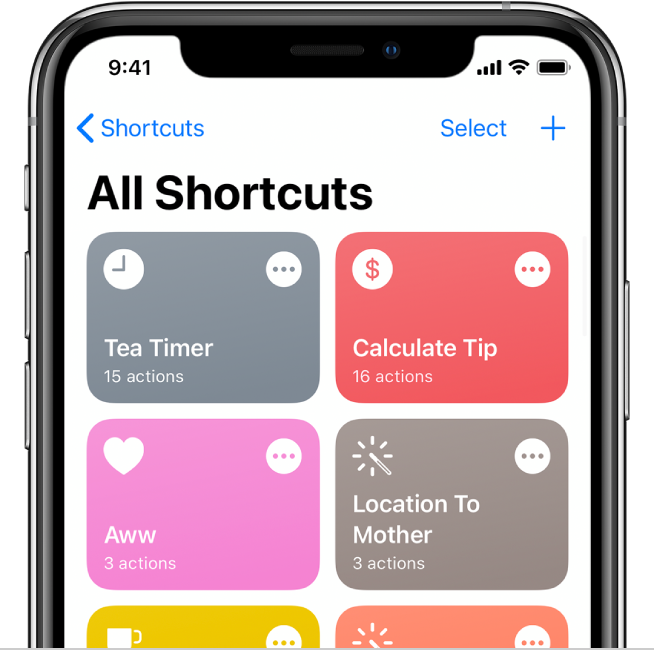 9:41
Shortcuts Select +
All Shortcuts
Tea Timer
15 actions
$
Calculate Tip
16 actions
Aww
3 actions
Location To
Mother
3 actions